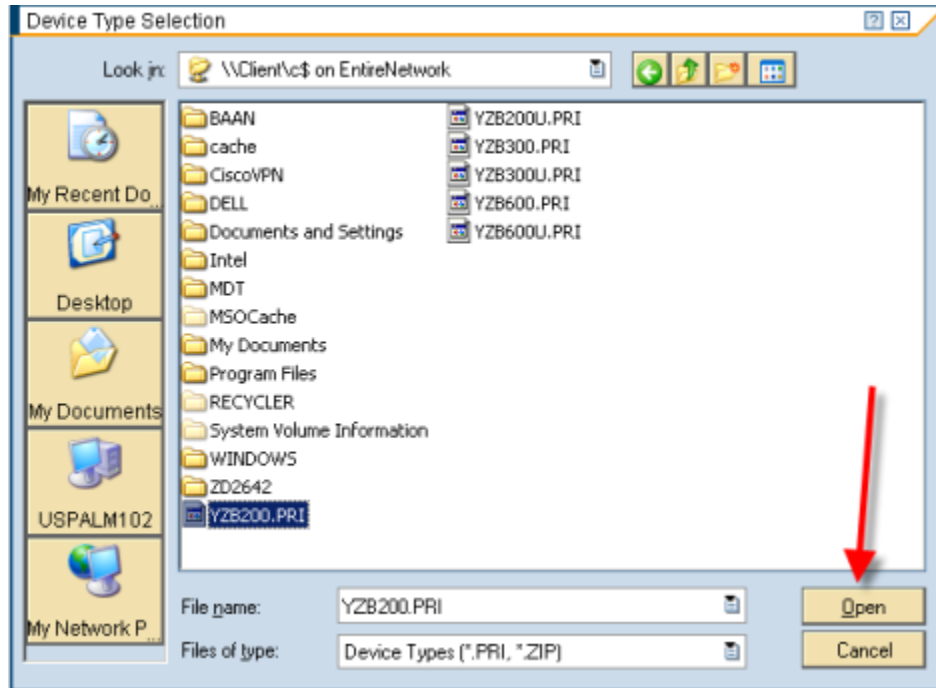 Device Type Selection
Look in:
\\Client\c$ on EntireNetwork
My Recent Do...
Desktop
My Documents
USPALM102
My Network P...
BAAN
cache
CiscoVPN
DELL
Documents and Settings
Intel
MDT
MSOCache
My Documents
Program Files
RECYCLER
System Volume Information
WINDOWS
ZD2642
YZB200.PRI
YZB200U.PRI
YZB300.PRI
YZB300U.PRI
YZB600.PRI
YZB600U.PRI
File name:
YZB200.PRI
Open
Files of type:
Device Types (*.PRI, *.ZIP)
Cancel